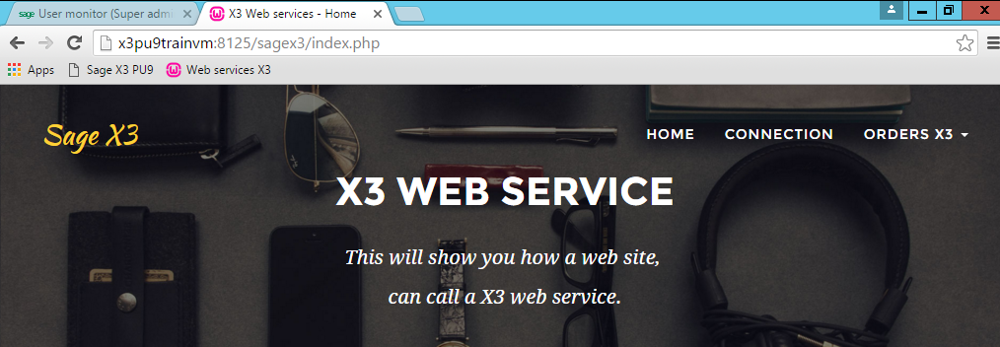 sage User monitor (Super admi
X3 Web services - Home
x3pu9trainvm:8125/sagex3/index.php
Apps
Sage X3 PU9
Web services X3
Sage X3
HOME
CONNECTION
ORDERS X3
X3 WEB SERVICE
This will show you how a web site,
can call a X3 web service.